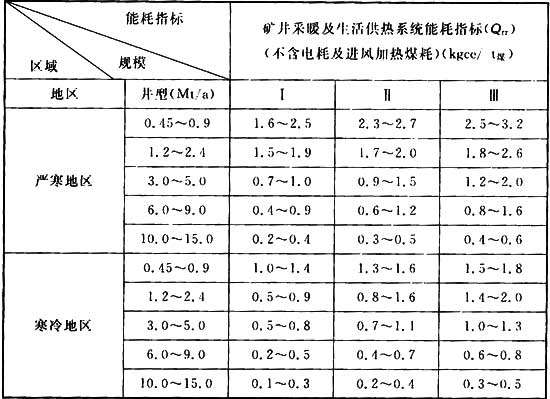 能耗指标
规模
区域
矿井采暖及生活供热系统能耗指标(Qrr)
(不含电耗及进风加热煤耗)(kgce/ t煤)
地区 井型(Mt/a) Ⅰ Ⅱ Ⅲ
严寒地区
0.45～0.9 1.6～2.5 2.3～2.7 2.5～3.2
1.2～2.4 1.5～1.9 1.7～2.0 1.8～2.6
3.0～5.0 0.7～1.0 0.9～1.5 1.2～2.0
6.0～9.0 0.4～0.9 0.6～1.2 0.8～1.6
10.0～15.0 0.2～0.4 0.3～0.5 0.4～0.6
寒冷地区
0.45～0.9 1.0～1.4 1.3～1.6 1.5～1.8
1.2～2.4 0.5～0.9 0.8～1.6 1.4～2.0
3.0～5.0 0.5～0.8 0.7～1.1 1.0～1.3
6.0～9.0 0.2～0.5 0.4～0.7 0.6～0.8
10.0～15.0 0.1～0.3 0.2～0.4 0.3～0.5